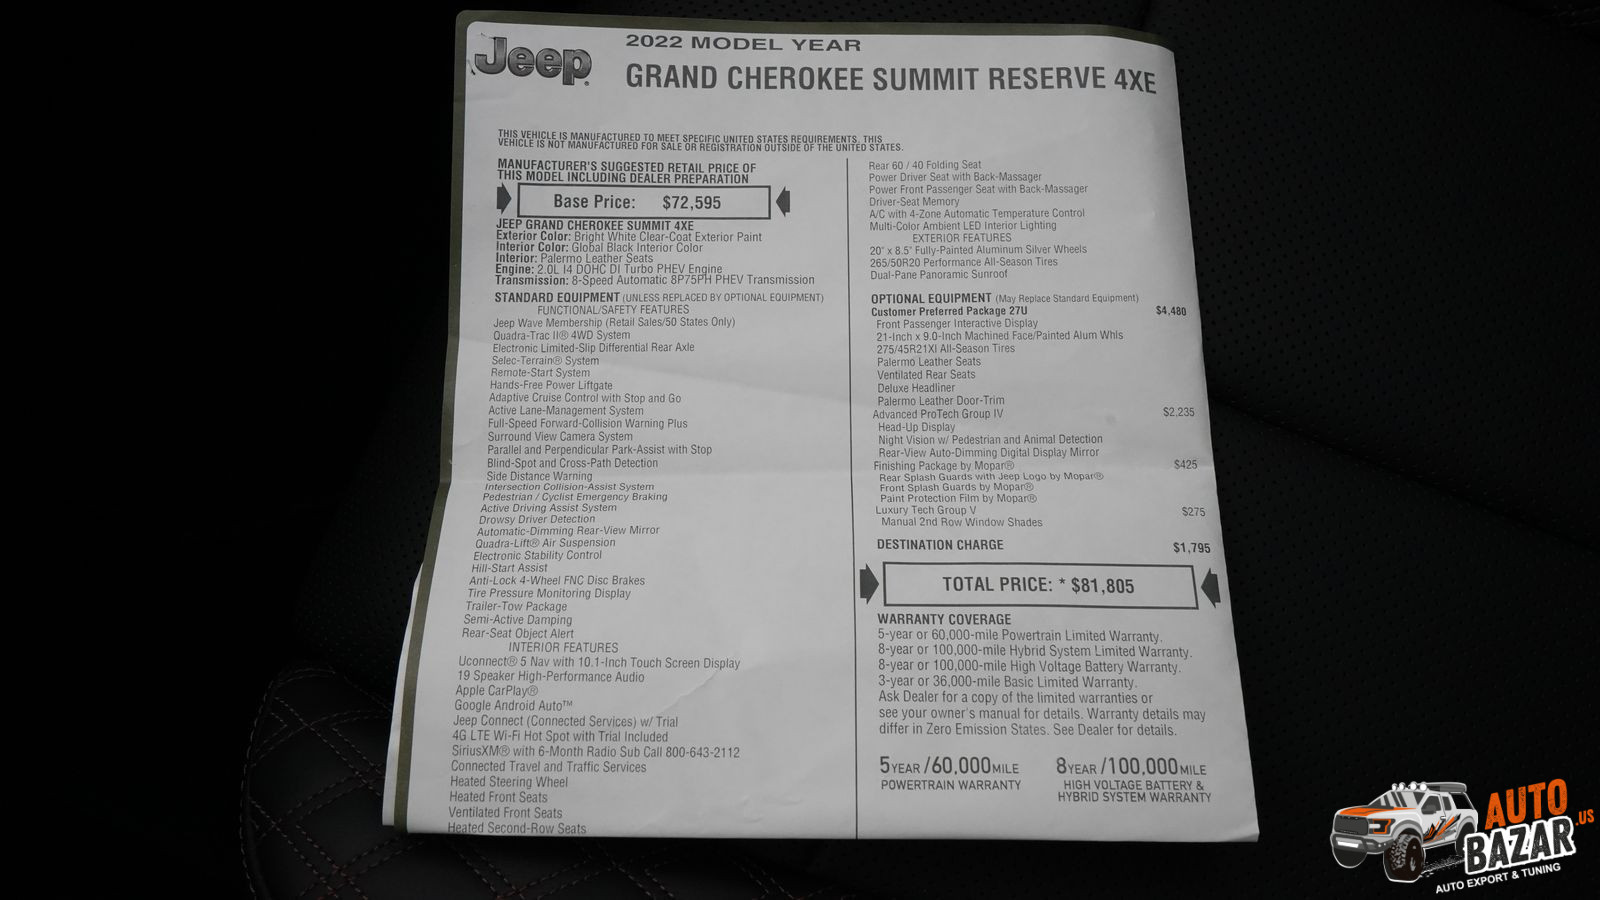 Jeep
2022 MODEL YEAR
GRAND CHEROKEE SUMMIT RESERVE 4XE
THIS VEHICLE IS MANUFACTURED TO MEET SPECIFIC UNITED STATES REQUIREMENTS. THIS
VEHICLE IS NOT MANUFACTURED FOR SALE OR REGISTRATION OUTSIDE OF THE UNITED STATES.
MANUFACTURER'S SUGGESTED RETAIL PRICE OF
THIS MODEL INCLUDING DEALER PREPARATION
Base Price: $72,595
JEEP GRAND CHEROKEE SUMMIT 4XE
Exterior Color: Bright White Clear-Coat Exterior Paint
Interior Color: Global Black Interior Color
Interior: Palermo Leather Seats
Engine: 2.0L I4 DOHC DI Turbo PHEV Engine
Transmission: 8-Speed Automatic 8P75PH PHEV Transmission
STANDARD EQUIPMENT (UNLESS REPLACED BY OPTIONAL EQUIPMENT)
FUNCTIONAL/SAFETY FEATURES
Jeep Wave Membership (Retail Sales/50 States Only)
Quadra-Trac II® 4WD System
Electronic Limited-Slip Differential Rear Axle
Selec-Terrain® System
Remote-Start System
Hands-Free Power Liftgate
Adaptive Cruise Control with Stop and Go
Active Lane-Management System
Full-Speed Forward-Collision Warning Plus
Surround View Camera System
Parallel and Perpendicular Park-Assist with Stop
Blind-Spot and Cross-Path Detection
Side Distance Warning
Intersection Collision-Assist System
Pedestrian / Cyclist Emergency Braking
Active Driving Assist System
Drowsy Driver Detection
Automatic-Dimming Rear-View Mirror
Quadra-Lift® Air Suspension
Electronic Stability Control
Hill-Start Assist
Anti-Lock 4-Wheel FNC Disc Brakes
Tire Pressure Monitoring Display
Trailer-Tow Package
Semi-Active Damping
Rear-Seat Object Alert
INTERIOR FEATURES
Uconnect® 5 Nav with 10.1-Inch Touch Screen Display
19 Speaker High-Performance Audio
Apple CarPlay®
Google Android Auto™
Jeep Connect (Connected Services) w/ Trial
4G LTE Wi-Fi Hot Spot with Trial Included
SiriusXM® with 6-Month Radio Sub Call 800-643-2112
Connected Travel and Traffic Services
Heated Steering Wheel
Heated Front Seats
Ventilated Front Seats
Heated Second-Row Seats
Rear 60 / 40 Folding Seat
Power Driver Seat with Back-Massager
Power Front Passenger Seat with Back-Massager
Driver-Seat Memory
A/C with 4-Zone Automatic Temperature Control
Multi-Color Ambient LED Interior Lighting
EXTERIOR FEATURES
20" x 8.5" Fully-Painted Aluminum Silver Wheels
265/50R20 Performance All-Season Tires
Dual-Pane Panoramic Sunroof
OPTIONAL EQUIPMENT (May Replace Standard Equipment)
Customer Preferred Package 27U $4,480
Front Passenger Interactive Display
21-Inch x 9.0-Inch Machined Face/Painted Alum Whls
275/45R21Xl All-Season Tires
Palermo Leather Seats
Ventilated Rear Seats
Deluxe Headliner
Palermo Leather Door-Trim
Advanced ProTech Group IV $2,235
Head-Up Display
Night Vision w/ Pedestrian and Animal Detection
Rear-View Auto-Dimming Digital Display Mirror
Finishing Package by Mopar® $425
Rear Splash Guards with Jeep Logo by Mopar®
Front Splash Guards by Mopar®
Paint Protection Film by Mopar®
Luxury Tech Group V $275
Manual 2nd Row Window Shades
DESTINATION CHARGE $1,795
TOTAL PRICE: * $81,805
WARRANTY COVERAGE
5-year or 60,000-mile Powertrain Limited Warranty.
8-year or 100,000-mile Hybrid System Limited Warranty.
8-year or 100,000-mile High Voltage Battery Warranty.
3-year or 36,000-mile Basic Limited Warranty.
Ask Dealer for a copy of the limited warranties or
see your owner's manual for details. Warranty details may
differ in Zero Emission States. See Dealer for details.
5 YEAR / 60,000 MILE
POWERTRAIN WARRANTY
8 YEAR / 100,000 MILE
HIGH VOLTAGE BATTERY &
HYBRID SYSTEM WARRANTY
AUTO
BAZAR.US
AUTO EXPORT & TUNING